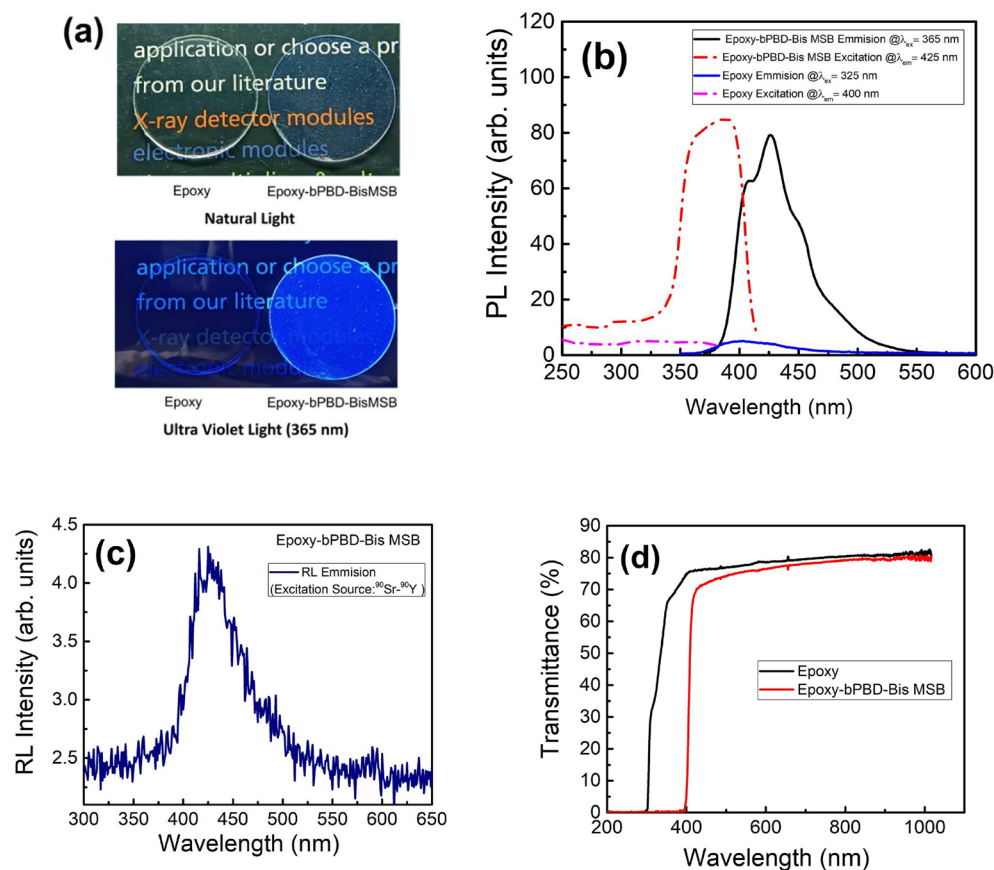 (a)
application or choose a pr
from our literature
X-ray detector modules
electronic modules
Epoxy
Epoxy-bPBD-BisMSB
Natural Light
application or choose a pr
from our literature
X-ray detector modules
electronic modules
Epoxy
Epoxy-bPBD-BisMSB
Ultra Violet Light (365 nm)
(b)
Epoxy-bPBD-Bis MSB Emmision @λex= 365 nm
Epoxy-bPBD-Bis MSB Excitation @λem= 425 nm
Epoxy Emmision @λex= 325 nm
Epoxy Excitation @λem= 400 nm
PL Intensity (arb. units)
120
100
80
60
40
20
0
250 300 350 400 450 500 550 600
Wavelength (nm)
(c)
Epoxy-bPBD-Bis MSB
RL Emmision
(Excitation Source:⁹⁰Sr-⁹⁰Y )
RL Intensity (arb. units)
4.5
4.0
3.5
3.0
2.5
300 350 400 450 500 550 600 650
Wavelength (nm)
(d)
Epoxy
Epoxy-bPBD-Bis MSB
Transmittance (%)
90
80
70
60
50
40
30
20
10
0
200 400 600 800 1000
Wavelength (nm)